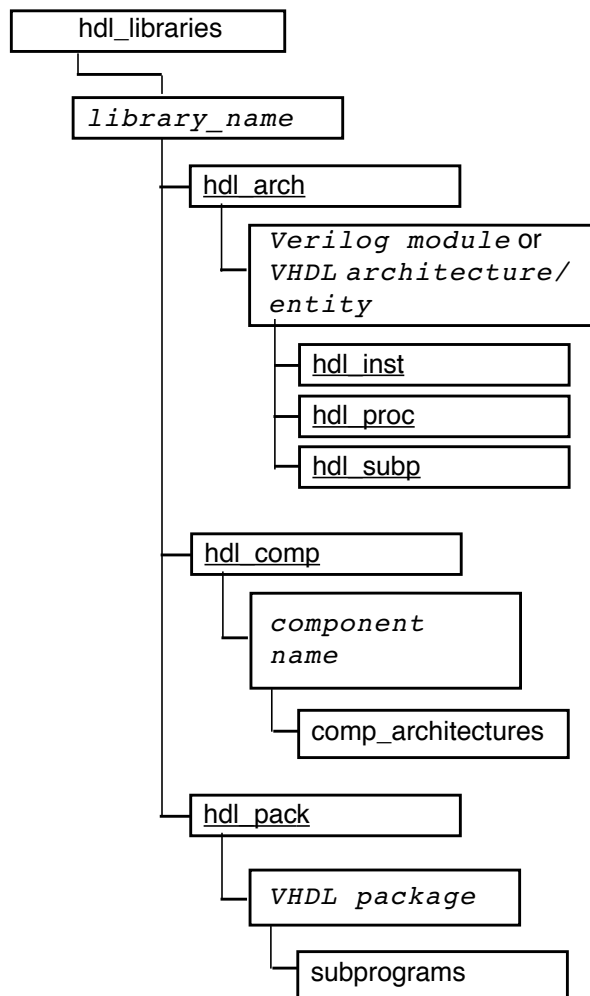 hdl_libraries
library_name
hdl_arch
Verilog module or
VHDL architecture/
entity
hdl_inst
hdl_proc
hdl_subp
hdl_comp
component
name
comp_architectures
hdl_pack
VHDL package
subprograms